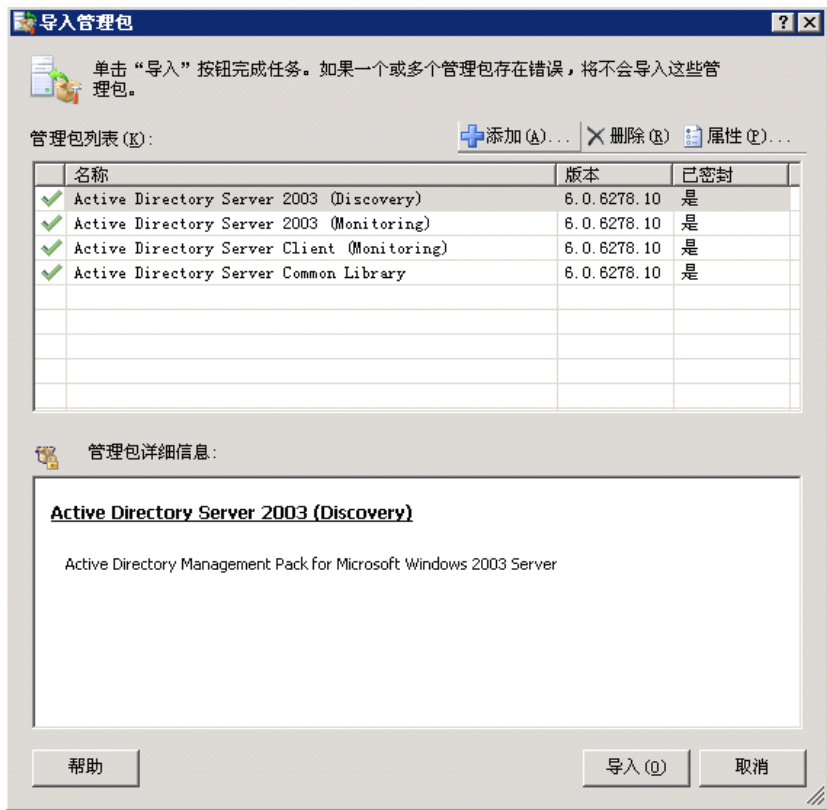 导入管理包
单击“导入”按钮完成任务。如果一个或多个管理包存在错误，将不会导入这些管
理包。
管理包列表(K): 添加(A)... 删除(R) 属性(P)...
名称 版本 已密封
Active Directory Server 2003 (Discovery) 6.0.6278.10 是
Active Directory Server 2003 (Monitoring) 6.0.6278.10 是
Active Directory Server Client (Monitoring) 6.0.6278.10 是
Active Directory Server Common Library 6.0.6278.10 是
管理包详细信息:
Active Directory Server 2003 (Discovery)
Active Directory Management Pack for Microsoft Windows 2003 Server
帮助 导入(O) 取消